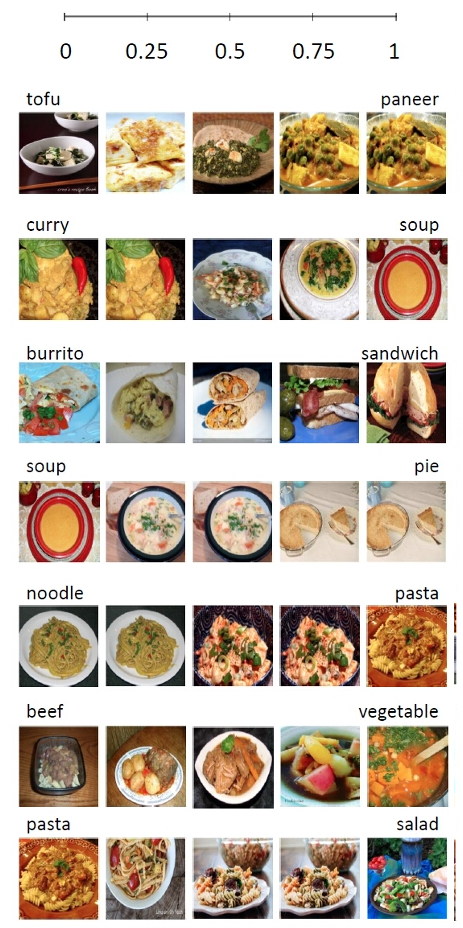 0 0.25 0.5 0.75 1
tofu paneer
curry soup
burrito sandwich
soup pie
noodle pasta
beef vegetable
pasta salad